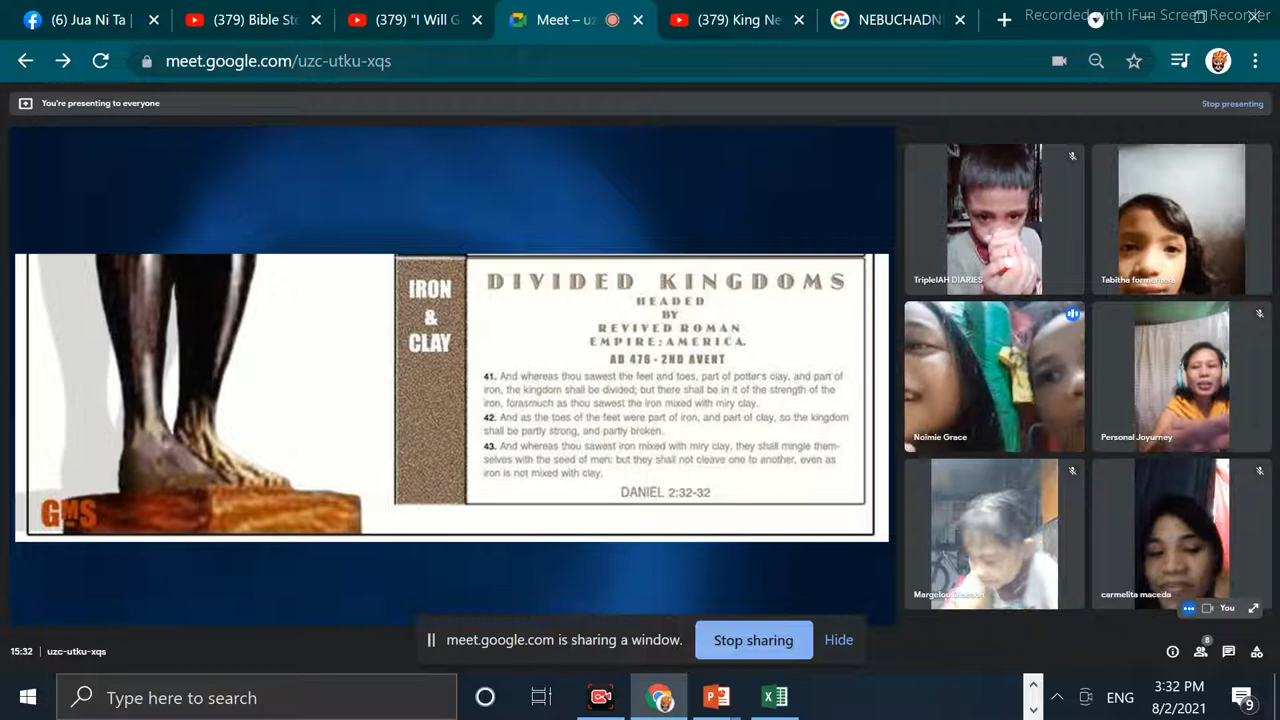 (6) Jua Ni Ta
(379) Bible Sto
(379) "I Will G
Meet – uz
(379) King Ne
NEBUCHADN
Recorded with iFun Screen Recorder
meet.google.com/uzc-utku-xqs
You're presenting to everyone
Stop presenting
IRON
&
CLAY
DIVIDED KINGDOMS
HEADED
BY
REVIVED ROMAN
EMPIRE; AMERICA.
AD 476 - 2ND AVENT
41. And whereas thou sawest the feet and toes, part of potter's clay, and part of
iron, the kingdom shall be divided; but there shall be in it of the strength of the
iron, forasmuch as thou sawest the iron mixed with miry clay.
42. And as the toes of the feet were part of iron, and part of clay, so the kingdom
shall be partly strong, and partly broken.
43. And whereas thou sawest iron mixed with miry clay, they shall mingle them-
selves with the seed of men: but they shall not cleave one to another, even as
iron is not mixed with clay.
DANIEL 2:32-32
GMS
TripleIAH DIARIES
Tabitha formentera
Noimie Grace
Personal Joyurney
Margelou
carmelita maceda
You
meet.google.com is sharing a window.
Stop sharing
Hide
15:32
uzc-utku-xqs
8
Type here to search
ENG
3:32 PM
8/2/2021
9